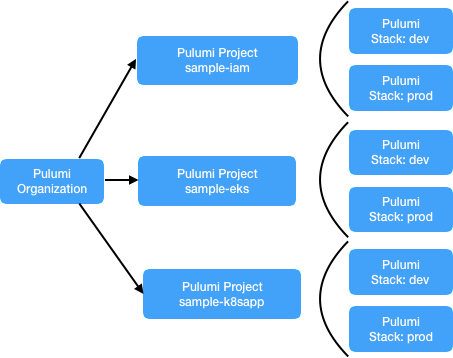 Pulumi
Organization
Pulumi Project
sample-iam
Pulumi
Stack: dev
Pulumi
Stack: prod
Pulumi Project
sample-eks
Pulumi
Stack: dev
Pulumi
Stack: prod
Pulumi Project
sample-k8sapp
Pulumi
Stack: dev
Pulumi
Stack: prod